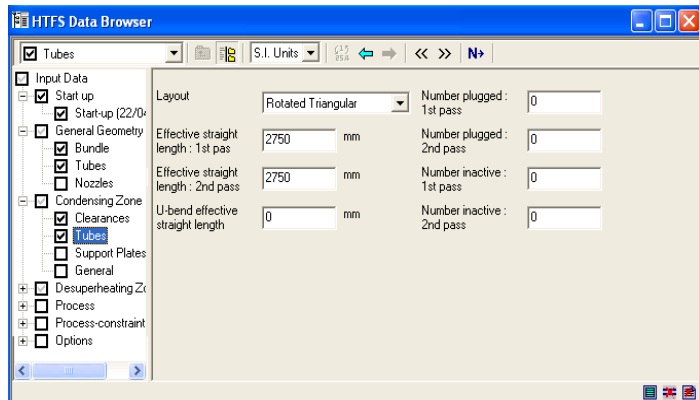 HTFS Data Browser
Tubes
S.I. Units
N
Input Data
Start up
Start-up (22/0
General Geometry
Bundle
Tubes
Nozzles
Condensing Zone
Clearances
Tubes
Support Plates
General
Desuperheating Z
Process
Process-constraint
Options
Layout
Rotated Triangular
Number plugged :
1st pass
0
Effective straight
length : 1st pas
2750
mm
Number plugged :
2nd pass
0
Effective straight
length : 2nd pass
2750
mm
Number inactive :
1st pass
0
U-bend effective
straight length
0
mm
Number inactive :
2nd pass
0